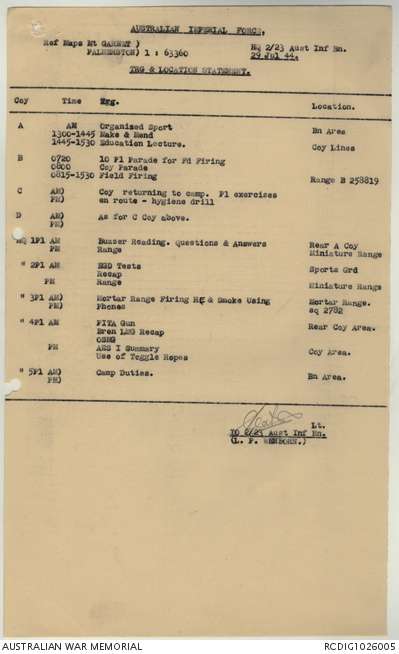 AUSTRALIAN IMPERIAL FORCE.
Ref Maps Mt GARNET )
PALMERSTON) 1 : 63360
HQ 2/23 Aust Inf Bn.
29 Jul 44.
TRG & LOCATION STATEMENT.
Coy Time Trg. Location.
A AM Organised Sport Bn Area
1300-1445 Make & Mend
1445-1530 Education Lecture. Coy Lines
B 0720 10 Pl Parade for Fd Firing
0800 Coy Parade
0815-1530 Field Firing Range B 258819
C AM) Coy returning to camp. Pl exercises
PM) en route - hygiene drill
D AM) As for C Coy above.
PM)
HQ 1Pl AM Buzzer Reading. Questions & Answers Rear A Coy
PM Range Miniature Range
" 2Pl AM EGD Tests Sports Grd
Recap
PM Range Miniature Range
" 3Pl AM) Mortar Range Firing HE & Smoke Using Mortar Range.
PM) Phones sq 2782
" 4Pl AM PITA Gun Rear Coy Area.
Bren LMG Recap
OSMG
PM AES I Summary Coy Area.
Use of Toggle Ropes
" 5Pl AM) Camp Duties. Bn Area.
PM)
Lt.
IO 2/23 Aust Inf Bn.
AUSTRALIAN WAR MEMORIAL
RCDIG1026005